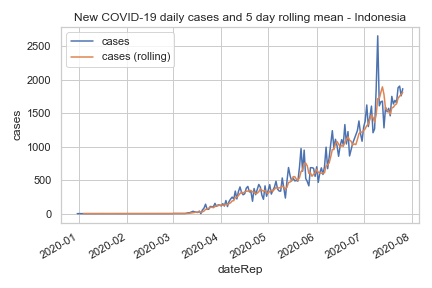 New COVID-19 daily cases and 5 day rolling mean - Indonesia
cases
cases (rolling)
2500
2000
1500
1000
500
0
cases
2020-01
2020-02
2020-03
2020-04
2020-05
2020-06
2020-07
2020-08
dateRep